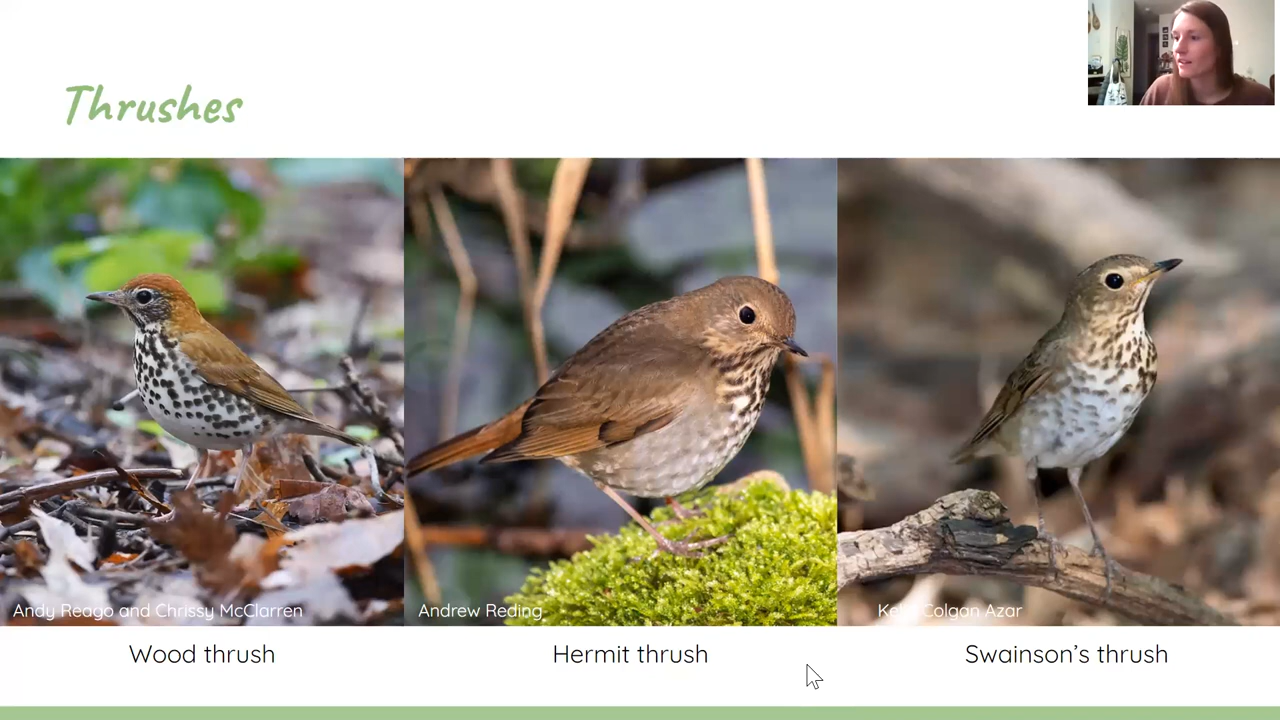 Thrushes
Andy Reago and Chrissy McClarren
Andrew Reding
Colgan Azar
Wood thrush
Hermit thrush
Swainson's thrush